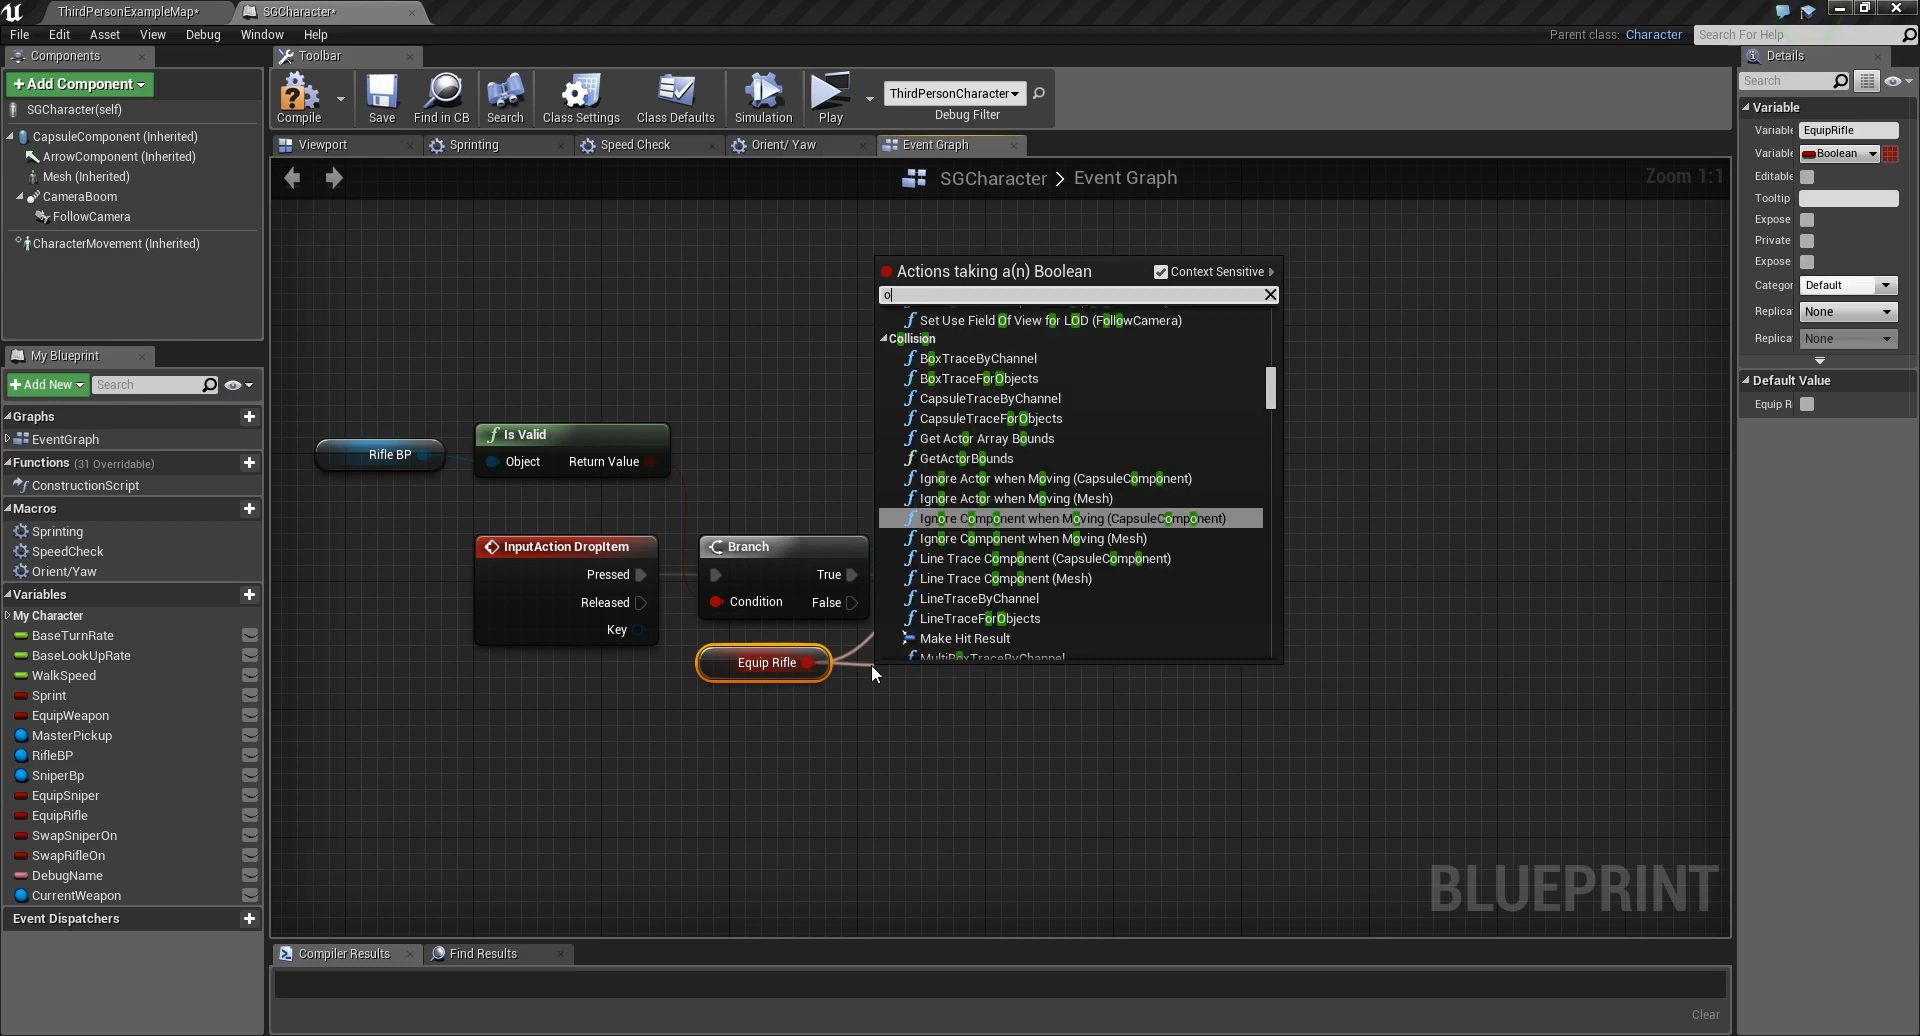 ThirdPersonExampleMap*
SGCharacter*
File Edit Asset View Debug Window Help
Parent class: Character
Search For Help
Components
Toolbar
Details
+Add Component
SGCharacter(self)
CapsuleComponent (Inherited)
ArrowComponent (Inherited)
Mesh (Inherited)
CameraBoom
FollowCamera
CharacterMovement (Inherited)
Compile
Save
Find in CB
Search
Class Settings
Class Defaults
Simulation
Play
ThirdPersonCharacter
Debug Filter
Viewport
Sprinting
Speed Check
Orient/ Yaw
Event Graph
SGCharacter > Event Graph
Zoom 1:1
My Blueprint
+Add New
Search
Graphs
EventGraph
Functions (31 Overridable)
ConstructionScript
Macros
Sprinting
SpeedCheck
Orient/Yaw
Variables
My Character
BaseTurnRate
BaseLookUpRate
WalkSpeed
Sprint
EquipWeapon
MasterPickup
RifleBP
SniperBp
EquipSniper
EquipRifle
SwapSniperOn
SwapRifleOn
DebugName
CurrentWeapon
Event Dispatchers
Rifle BP
Is Valid
Object Return Value
InputAction DropItem
Pressed
Released
Key
Branch
True
Condition False
Equip Rifle
Actions taking a(n) Boolean
Context Sensitive
o
Set Use Field Of View for LOD (FollowCamera)
Collision
BoxTraceByChannel
BoxTraceForObjects
CapsuleTraceByChannel
CapsuleTraceForObjects
Get Actor Array Bounds
GetActorBounds
Ignore Actor when Moving (CapsuleComponent)
Ignore Actor when Moving (Mesh)
Ignore Component when Moving (CapsuleComponent)
Ignore Component when Moving (Mesh)
Line Trace Component (CapsuleComponent)
Line Trace Component (Mesh)
LineTraceByChannel
LineTraceForObjects
Make Hit Result
MultiBoxTraceByChannel
BLUEPRINT
Compiler Results
Find Results
Clear
Search
Variable
Variable EquipRifle
Variable Boolean
Editable
Tooltip
Expose
Private
Expose
Categor Default
Replica None
Replica None
Default Value
Equip R